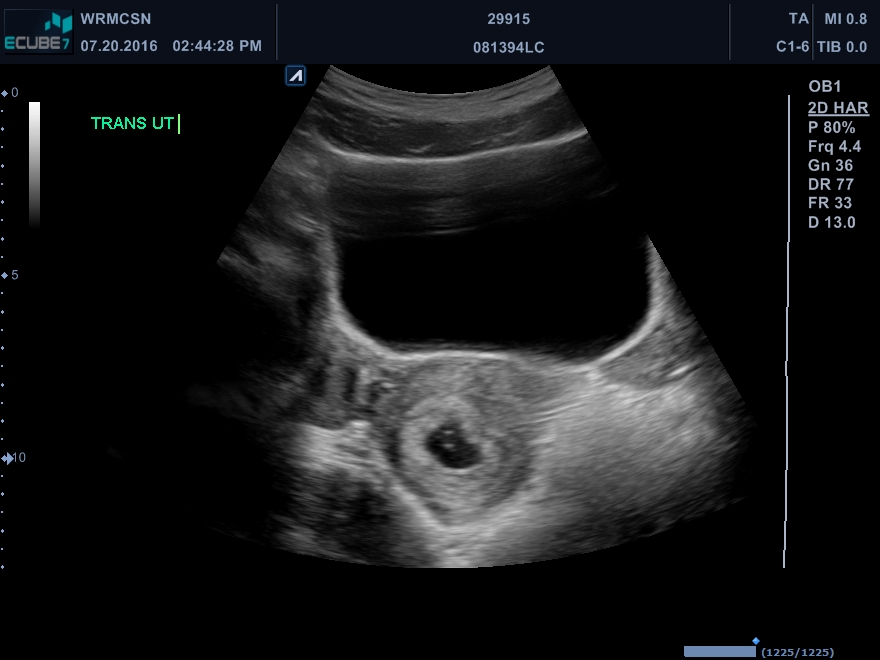 ECUBE 7
WRMCSN
07.20.2016 02:44:28 PM
29915
081394LC
TA MI 0.8
C1-6 TIB 0.0
TRANS UT
0
5
10
OB1
2D HAR
P 80%
Frq 4.4
Gn 36
DR 77
FR 33
D 13.0
(1225/1225)